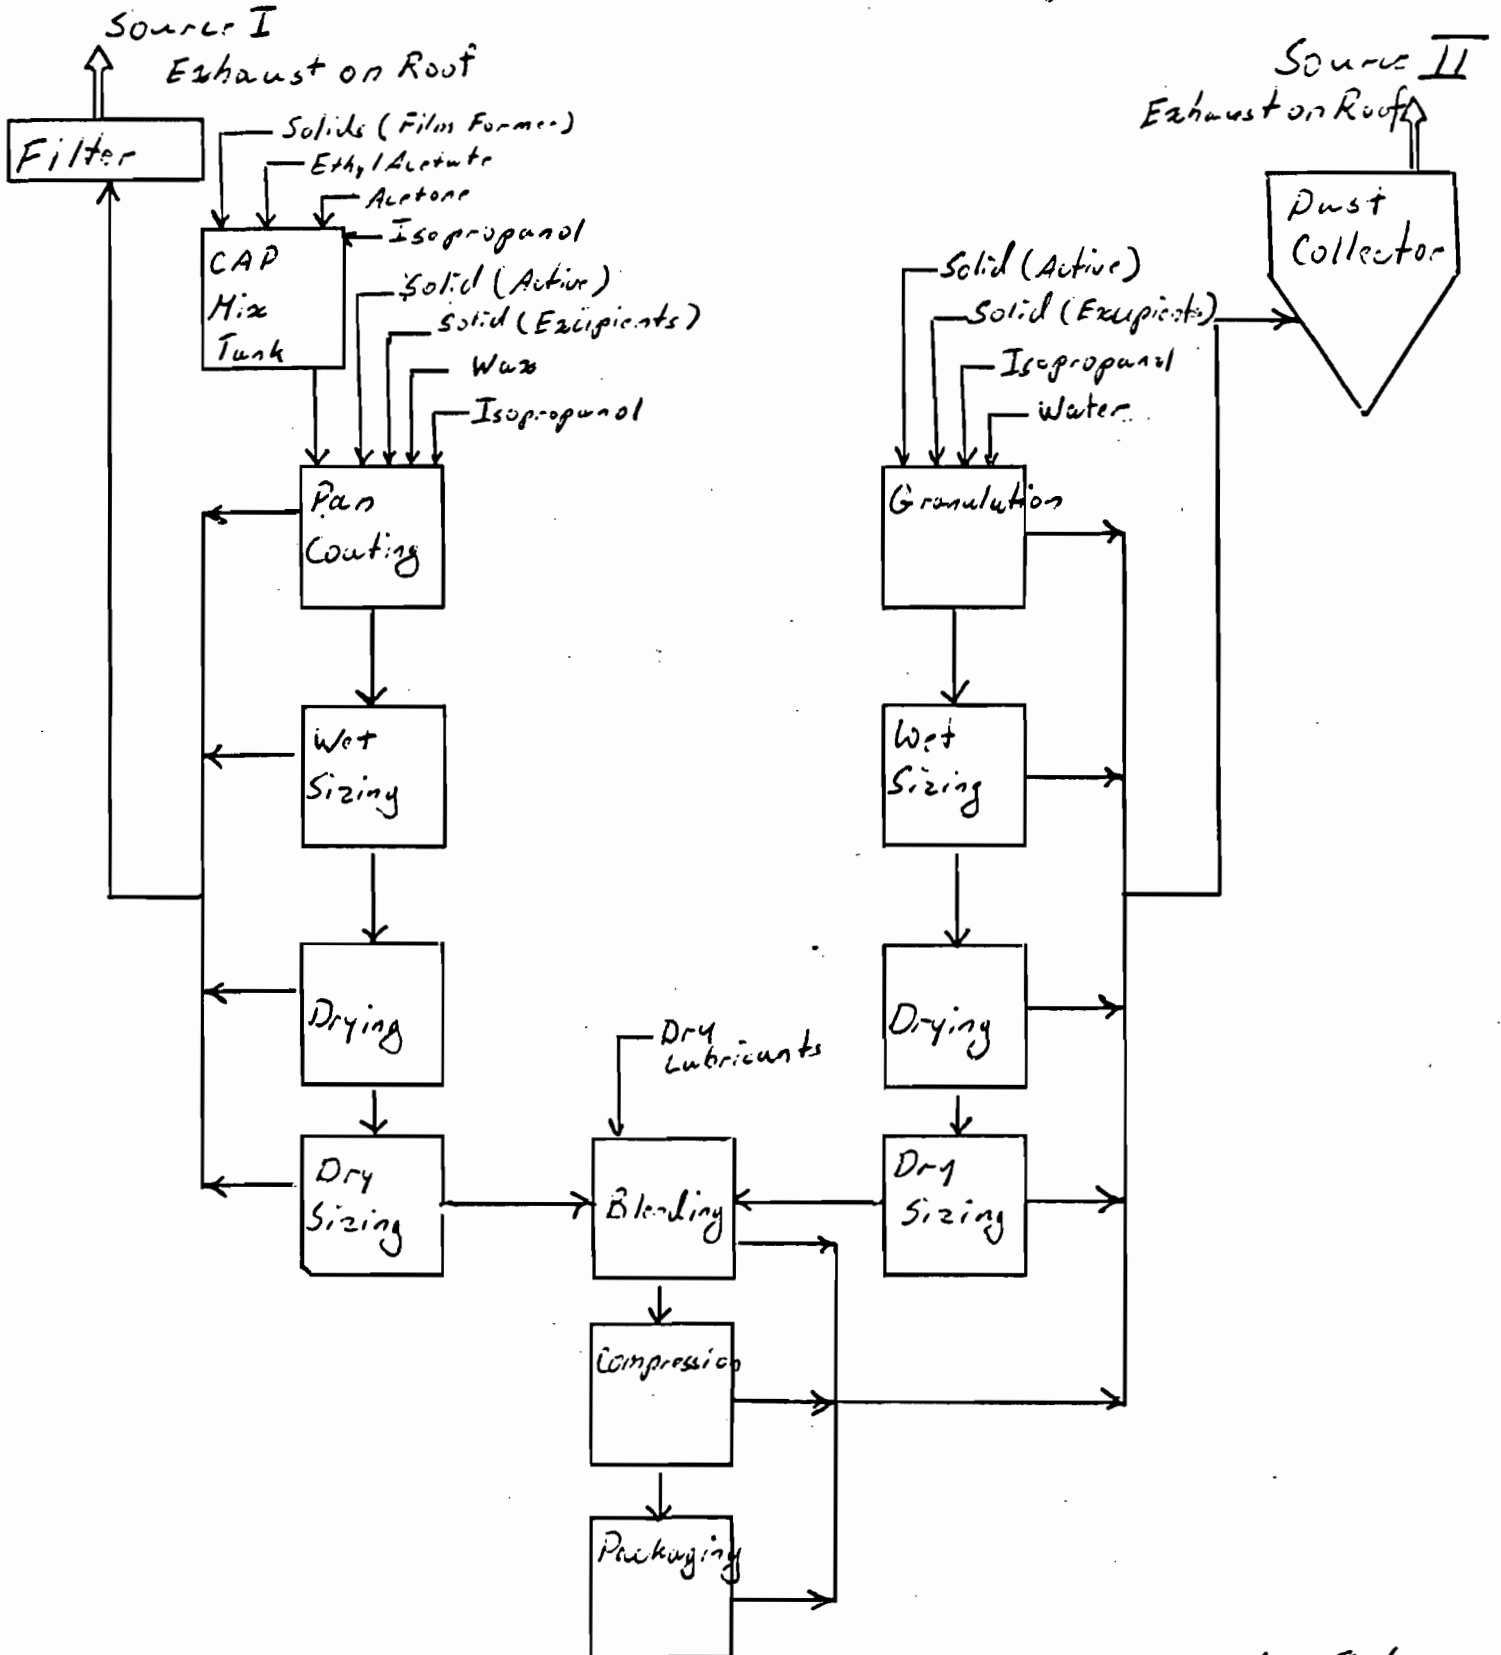 Source I
Exhaust on Roof
Filter
Solids (Film Former)
Ethyl Acetate
Acetone
Isopropanol
CAP
Mix
Tank
Solid (Active)
Solid (Excipients)
Wax
Isopropanol
Pan
Coating
Wet
Sizing
Drying
Dry
Sizing
Source II
Exhaust on Roof
Dust
Collector
Solid (Active)
Solid (Excipients)
Isopropanol
Water
Granulation
Wet
Sizing
Drying
Dry
Sizing
Dry
Lubricants
Blending
Compression
Packaging